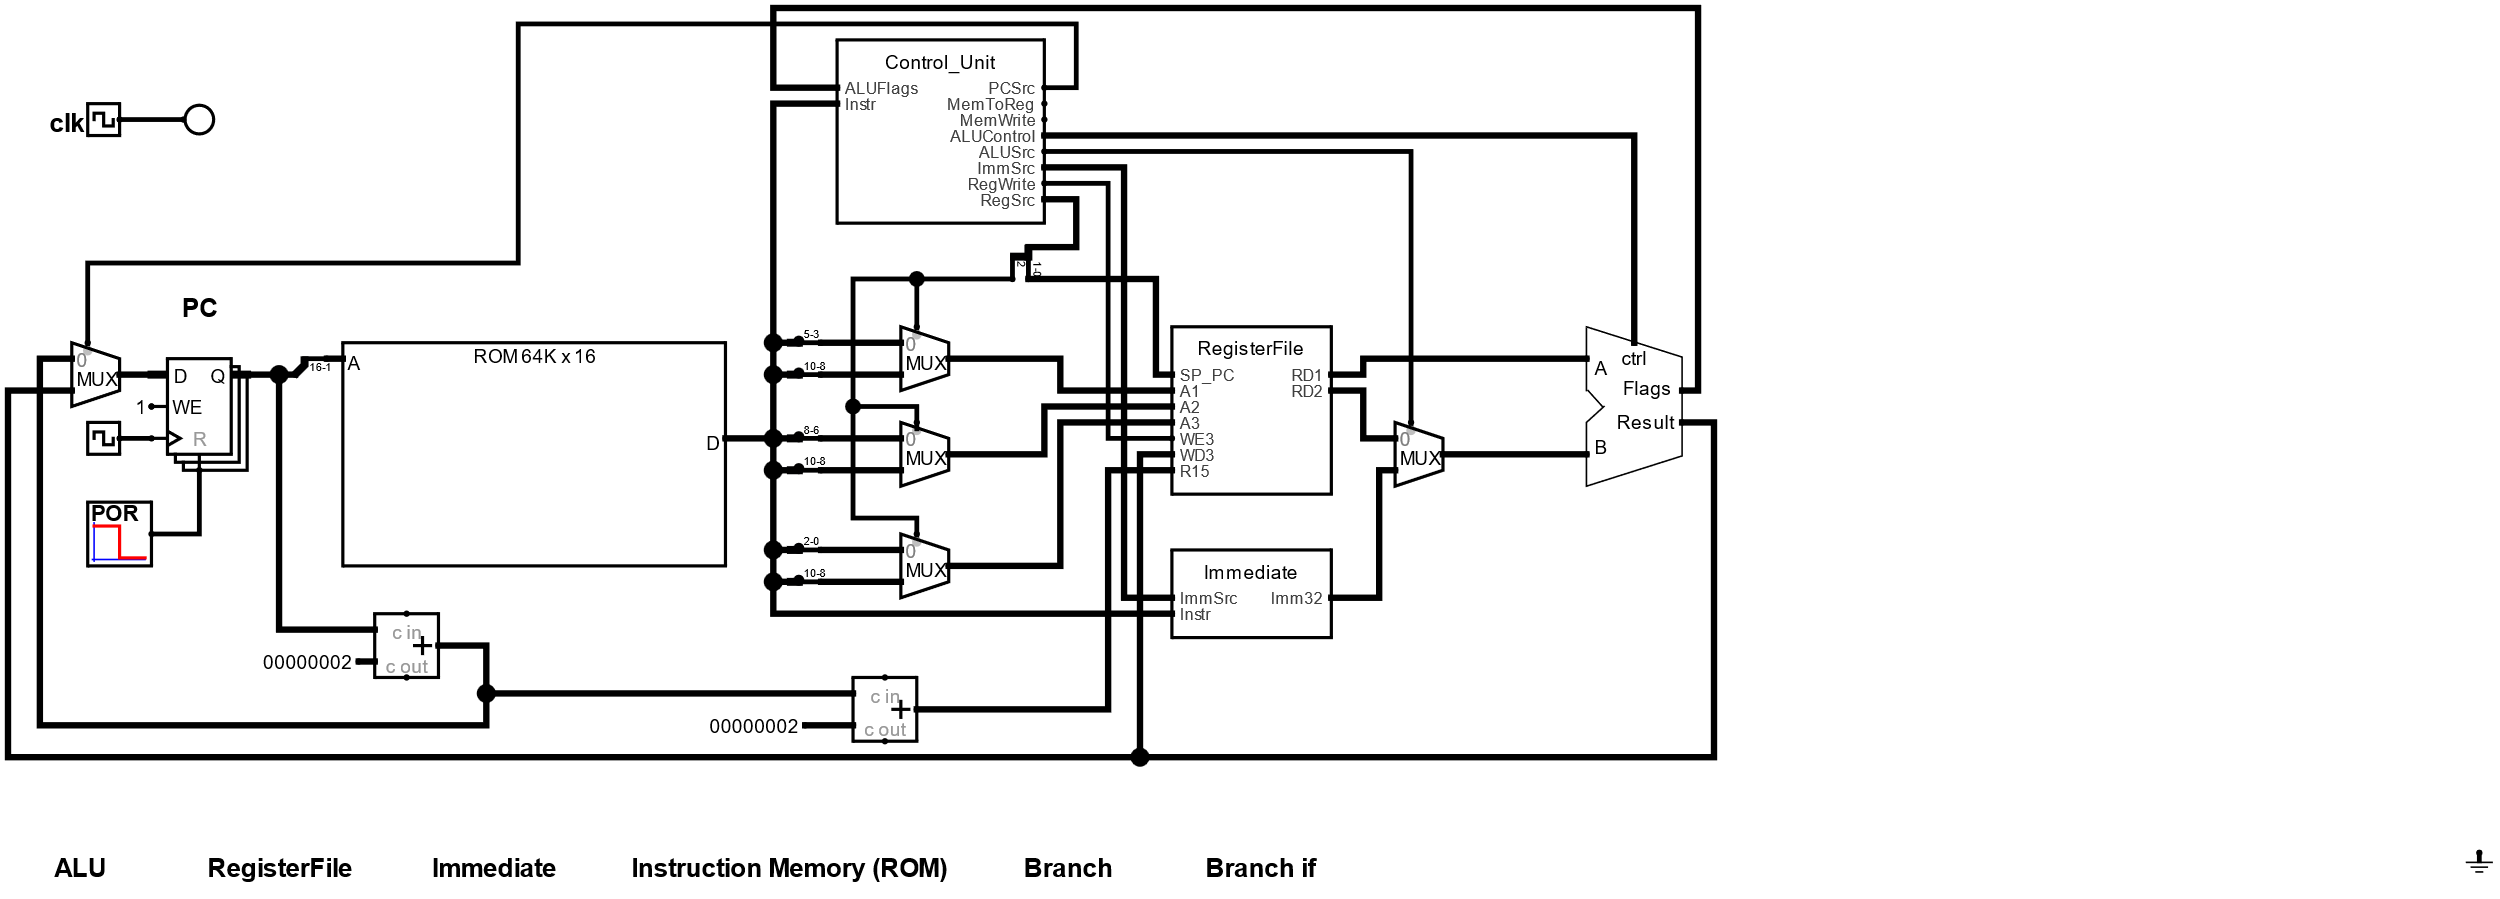 Control_Unit
ALUFlags
Instr
PCSrc
MemToReg
MemWrite
ALUControl
ALUSrc
ImmSrc
RegWrite
RegSrc
clk
2
1-0
PC
0
MUX
D
Q
1
WE
R
POR
16-1
A
ROM 64K x 16
D
5-3
10-8
0
MUX
8-6
10-8
0
MUX
2-0
10-8
0
MUX
RegisterFile
SP_PC
A1
A2
A3
WE3
WD3
R15
RD1
RD2
0
MUX
A
B
ctrl
Flags
Result
Immediate
ImmSrc
Instr
Imm32
c in
+
c out
00000002
c in
+
c out
00000002
ALU RegisterFile Immediate Instruction Memory (ROM) Branch Branch if